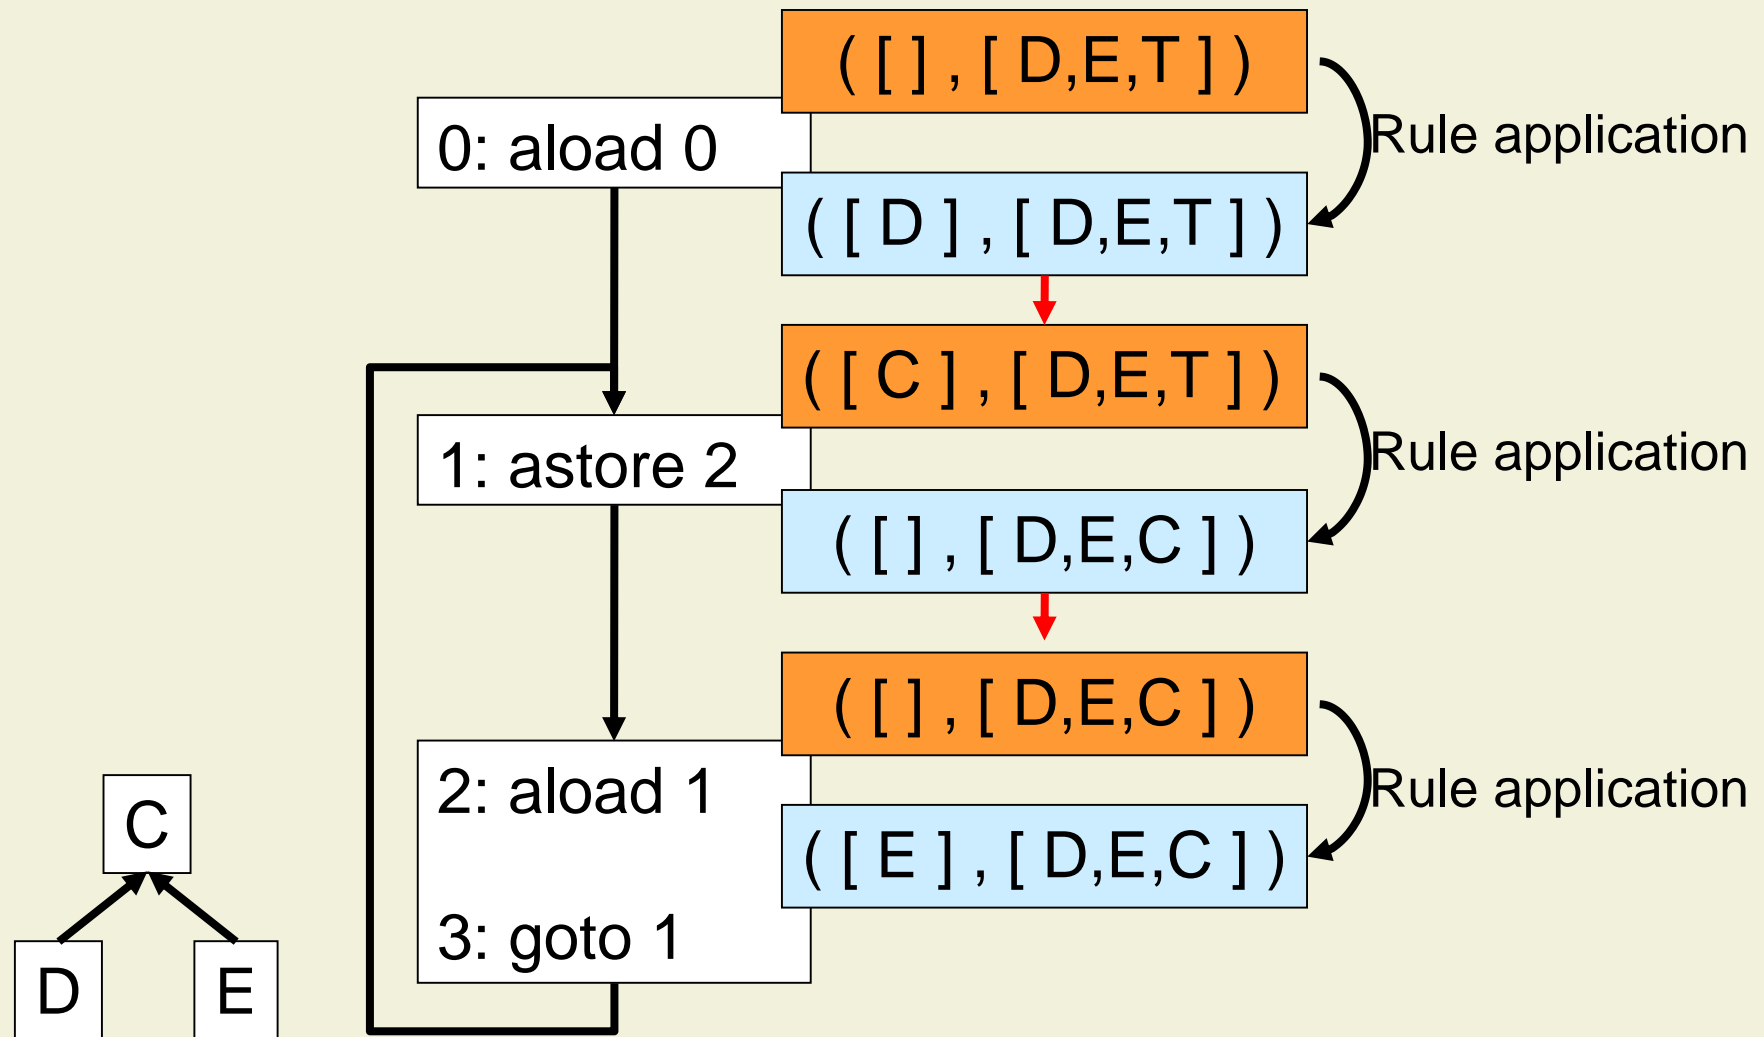 ( [ ] , [ D,E,T ] )
0: aload 0
Rule application
( [ D ] , [ D,E,T ] )
( [ C ] , [ D,E,T ] )
1: astore 2
Rule application
( [ ] , [ D,E,C ] )
( [ ] , [ D,E,C ] )
2: aload 1
Rule application
( [ E ] , [ D,E,C ] )
3: goto 1
C
D
E